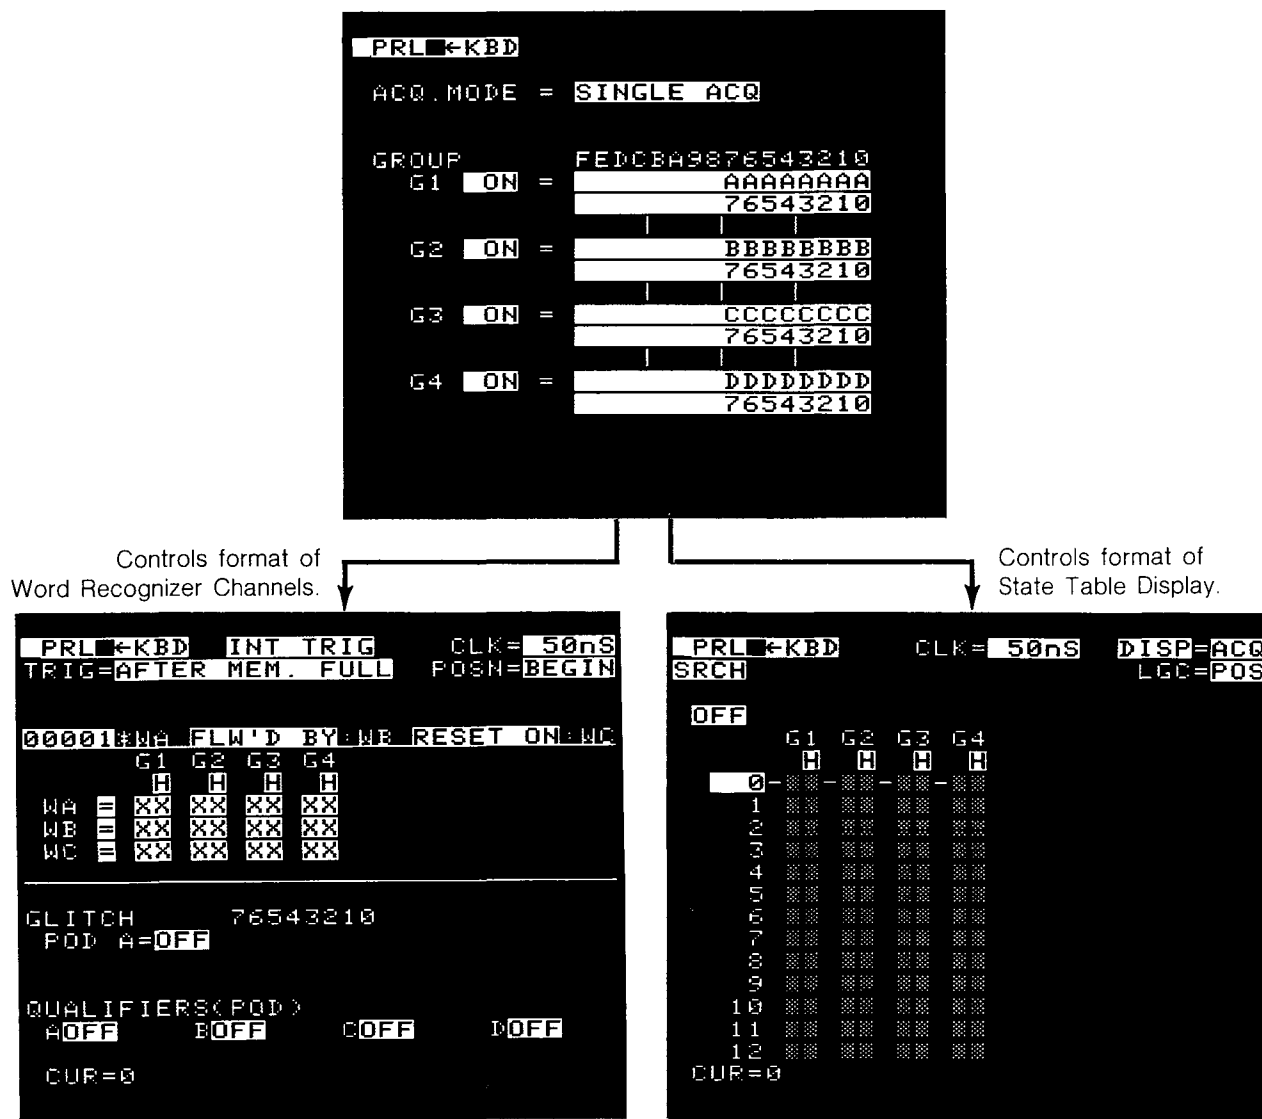 PRL ←KBD
ACQ.MODE = SINGLE ACQ
GROUP FEDCBA9876543210
G1 ON = AAAAAAAA
76543210
G2 ON = BBBBBBBB
76543210
G3 ON = CCCCCCCC
76543210
G4 ON = DDDDDDDD
76543210
Controls format of
Word Recognizer Channels.
Controls format of
State Table Display.
PRL ←KBD INT TRIG CLK= 50nS
TRIG=AFTER MEM. FULL POSN=BEGIN
00001*WA FLW'D BY:WB RESET ON:WC
G1 G2 G3 G4
H H H H
WA = XX XX XX XX
WB = XX XX XX XX
WC = XX XX XX XX
GLITCH 76543210
POD A=OFF
QUALIFIERS(POD)
AOFF BOFF COFF DOFF
CUR=0
PRL ←KBD CLK= 50nS DISP=ACQ
SRCH LGC=POS
OFF
G1 G2 G3 G4
H H H H
0
1
2
3
4
5
6
7
8
9
10
11
12
CUR=0